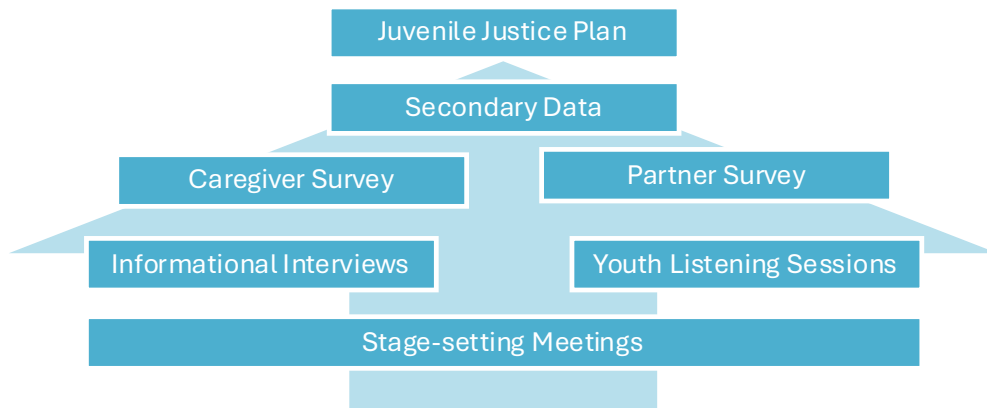 Juvenile Justice Plan
Secondary Data
Caregiver Survey
Partner Survey
Informational Interviews
Youth Listening Sessions
Stage-setting Meetings